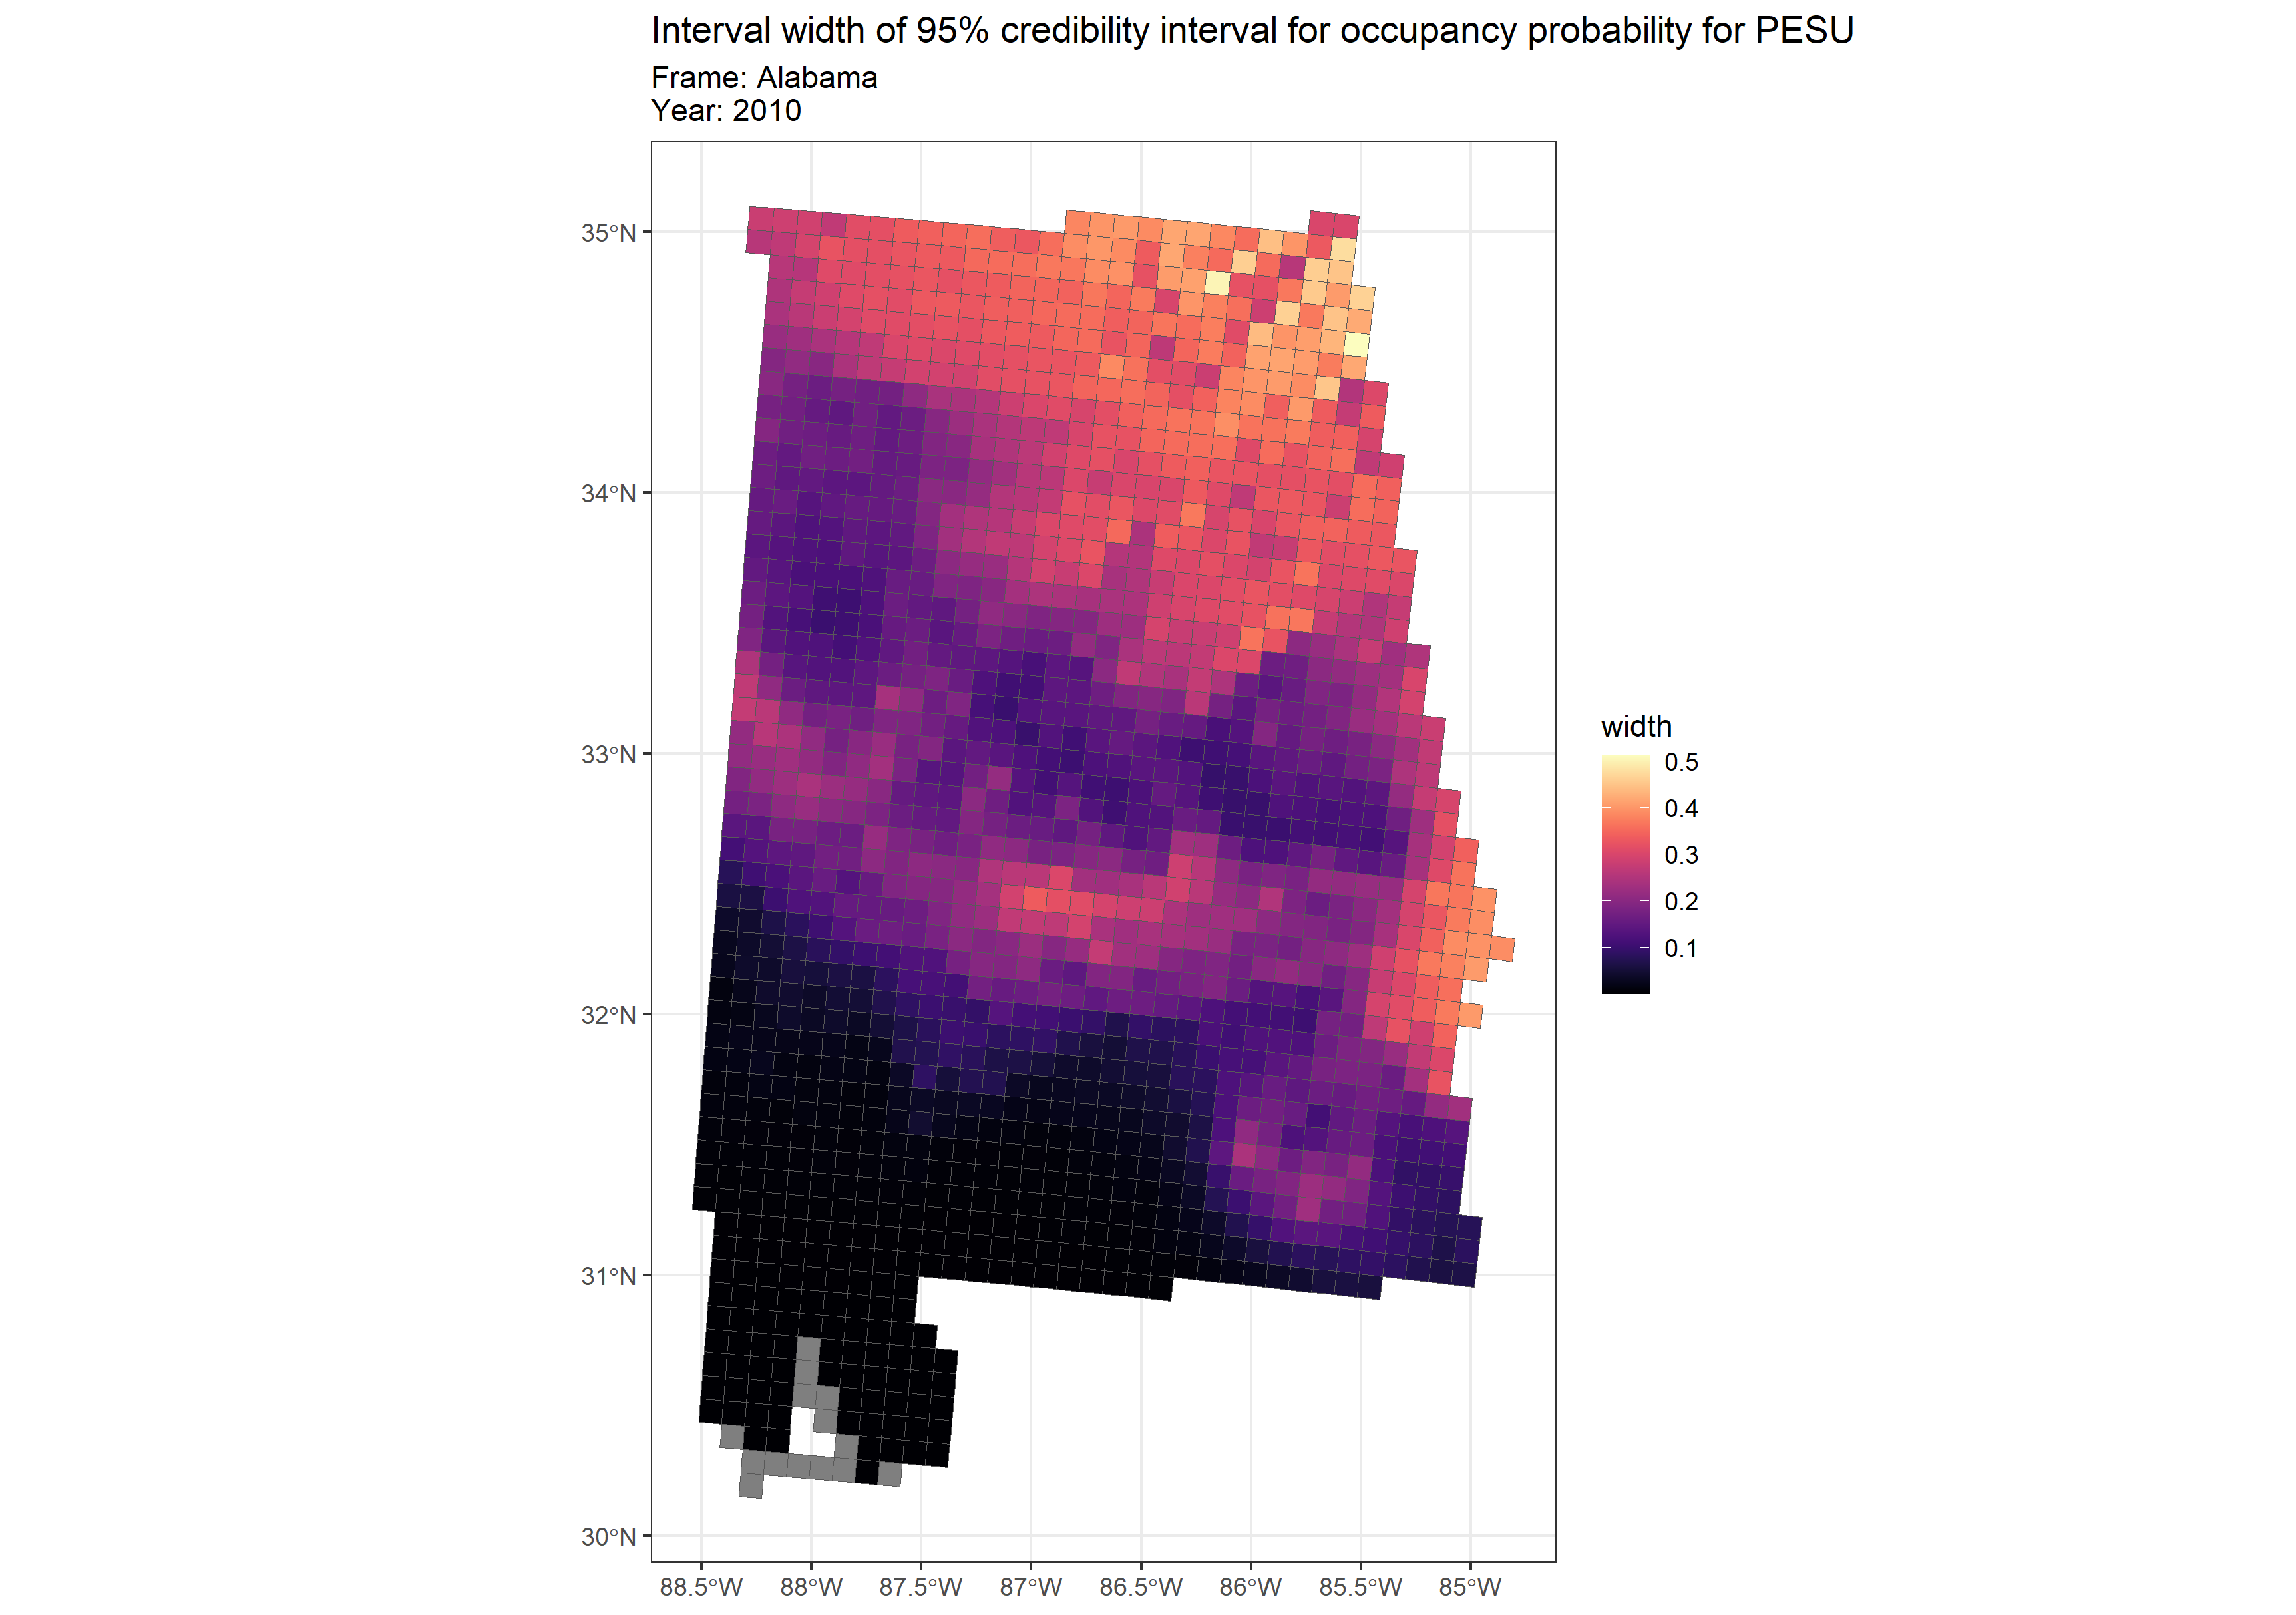 Interval width of 95% credibility interval for occupancy probability for PESU
Frame: Alabama
Year: 2010
35°N
34°N
33°N
32°N
31°N
30°N
88.5°W 88°W 87.5°W 87°W 86.5°W 86°W 85.5°W 85°W
width
0.5
0.4
0.3
0.2
0.1